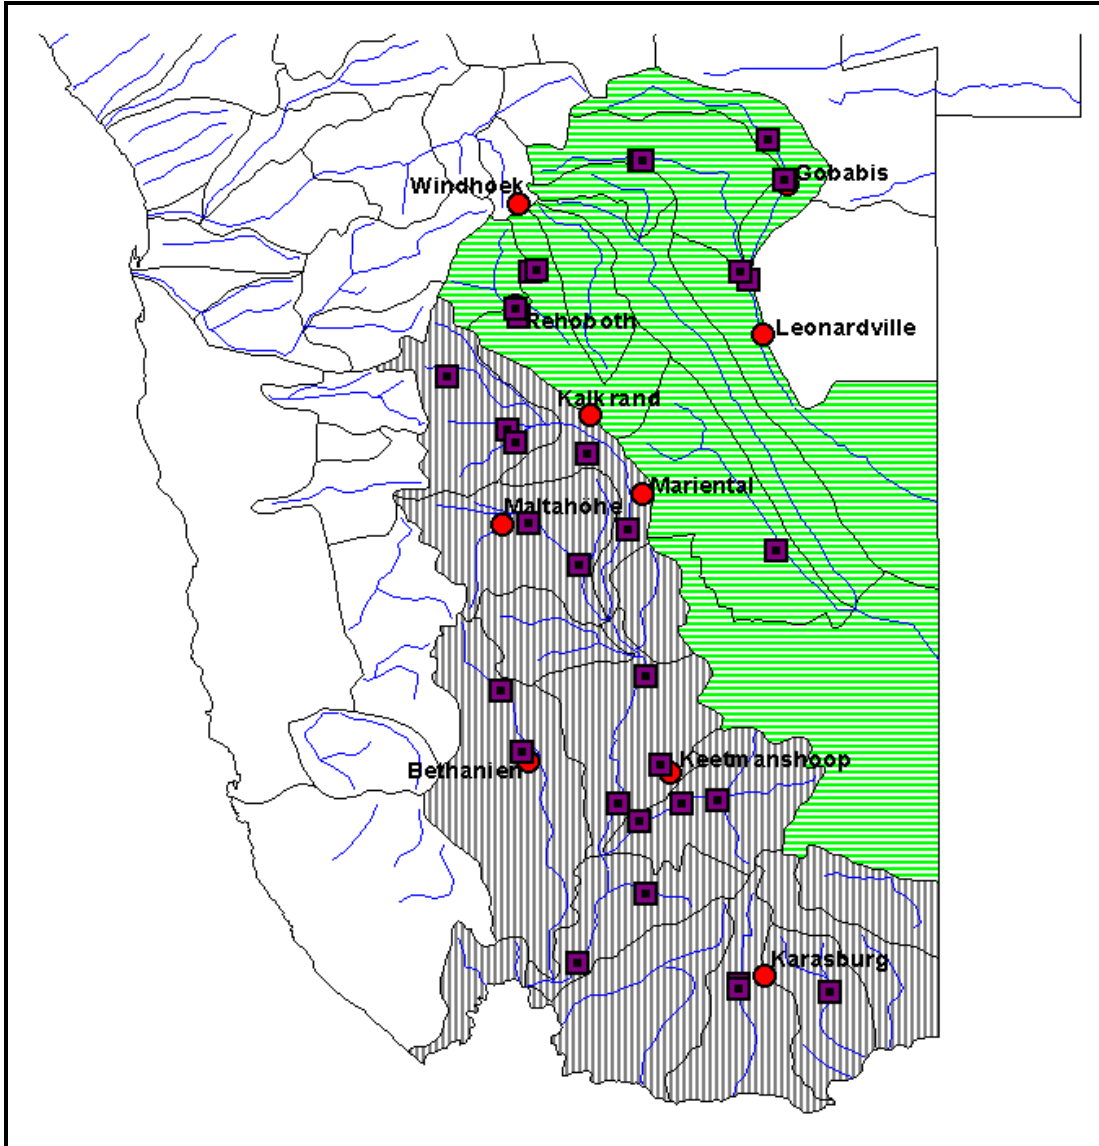 Gobabis
Windhoek
Rehoboth
Leonardville
Kalkrand
Mariental
Maltahöhe
Keetmanshoop
Bethanien
Karasburg